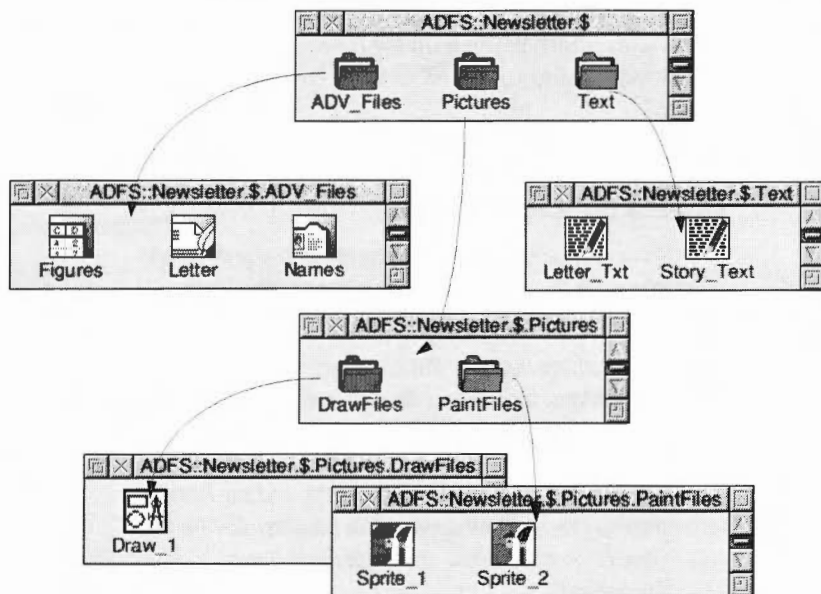 ADFS::Newsletter.$
ADV_Files Pictures Text
ADFS::Newsletter.$.ADV_Files
Figures Letter Names
ADFS::Newsletter.$.Text
Letter_Txt Story_Text
ADFS::Newsletter.$.Pictures
DrawFiles PaintFiles
ADFS::Newsletter.$.Pictures.DrawFiles
Draw_1
ADFS::Newsletter.$.Pictures.PaintFiles
Sprite_1 Sprite_2